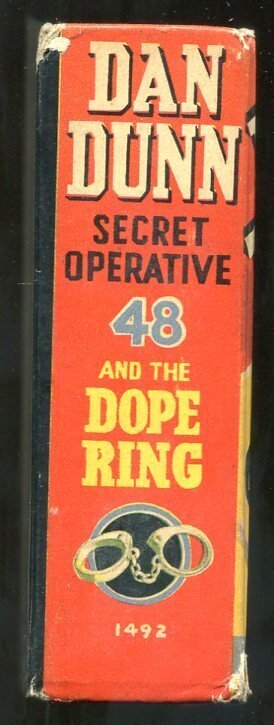 DAN
DUNN
SECRET
OPERATIVE
48
AND THE
DOPE
RING
1492